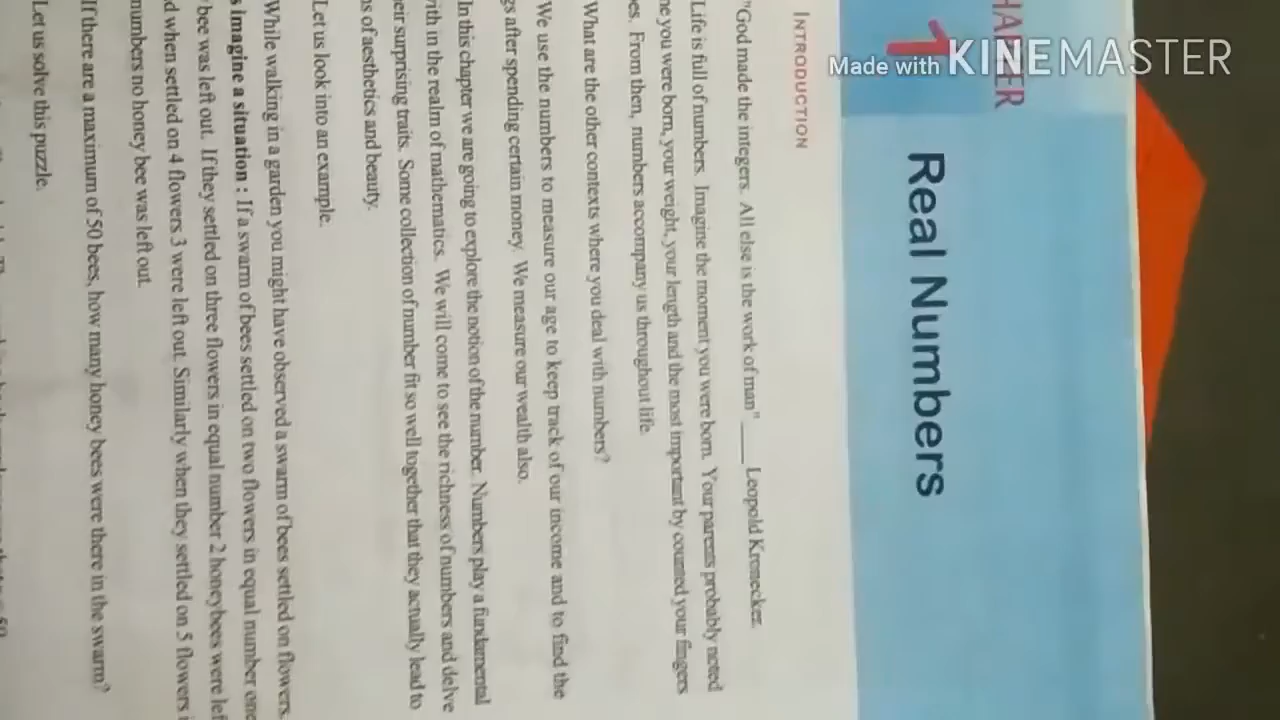 HAPTER
1
Made with KINEMASTER
Real Numbers
INTRODUCTION
"God made the integers. All else is the work of man" ___ Leopold Kronecker.
Life is full of numbers. Imagine the moment you were born. Your parents probably noted
you were born, your weight, your length and the most important by counted your fingers
From then, numbers accompany us throughout life.
What are the other contexts where you deal with numbers?
We use the numbers to measure our age to keep track of our income and to find the
after spending certain money. We measure our wealth also.
In this chapter we are going to explore the notion of the number. Numbers play a fundamental
in the realm of mathematics. We will come to see the richness of numbers and delve
their surprising traits. Some collection of number fit so well together that they actually lead to
of aesthetics and beauty.
Let us look into an example.
While walking in a garden you might have observed a swarm of bees settled on flowers.
imagine a situation : If a swarm of bees settled on two flowers in equal number one
bee was left out. If they settled on three flowers in equal number 2 honeybees were lef
when settled on 4 flowers 3 were left out. Similarly when they settled on 5 flowers
numbers no honey bee was left out.
If there are a maximum of 50 bees, how many honey bees were there in the swarm?
Let us solve this puzzle.